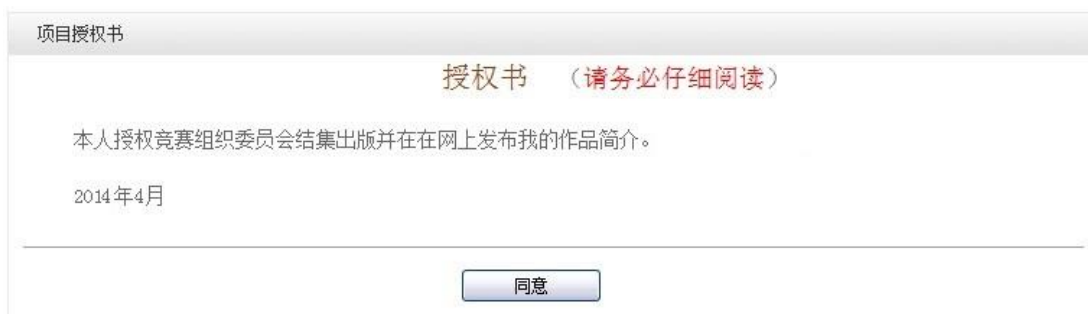 项目授权书
授权书 （请务必仔细阅读）
本人授权竞赛组织委员会结集出版并在在网上发布我的作品简介。
2014年4月
同意